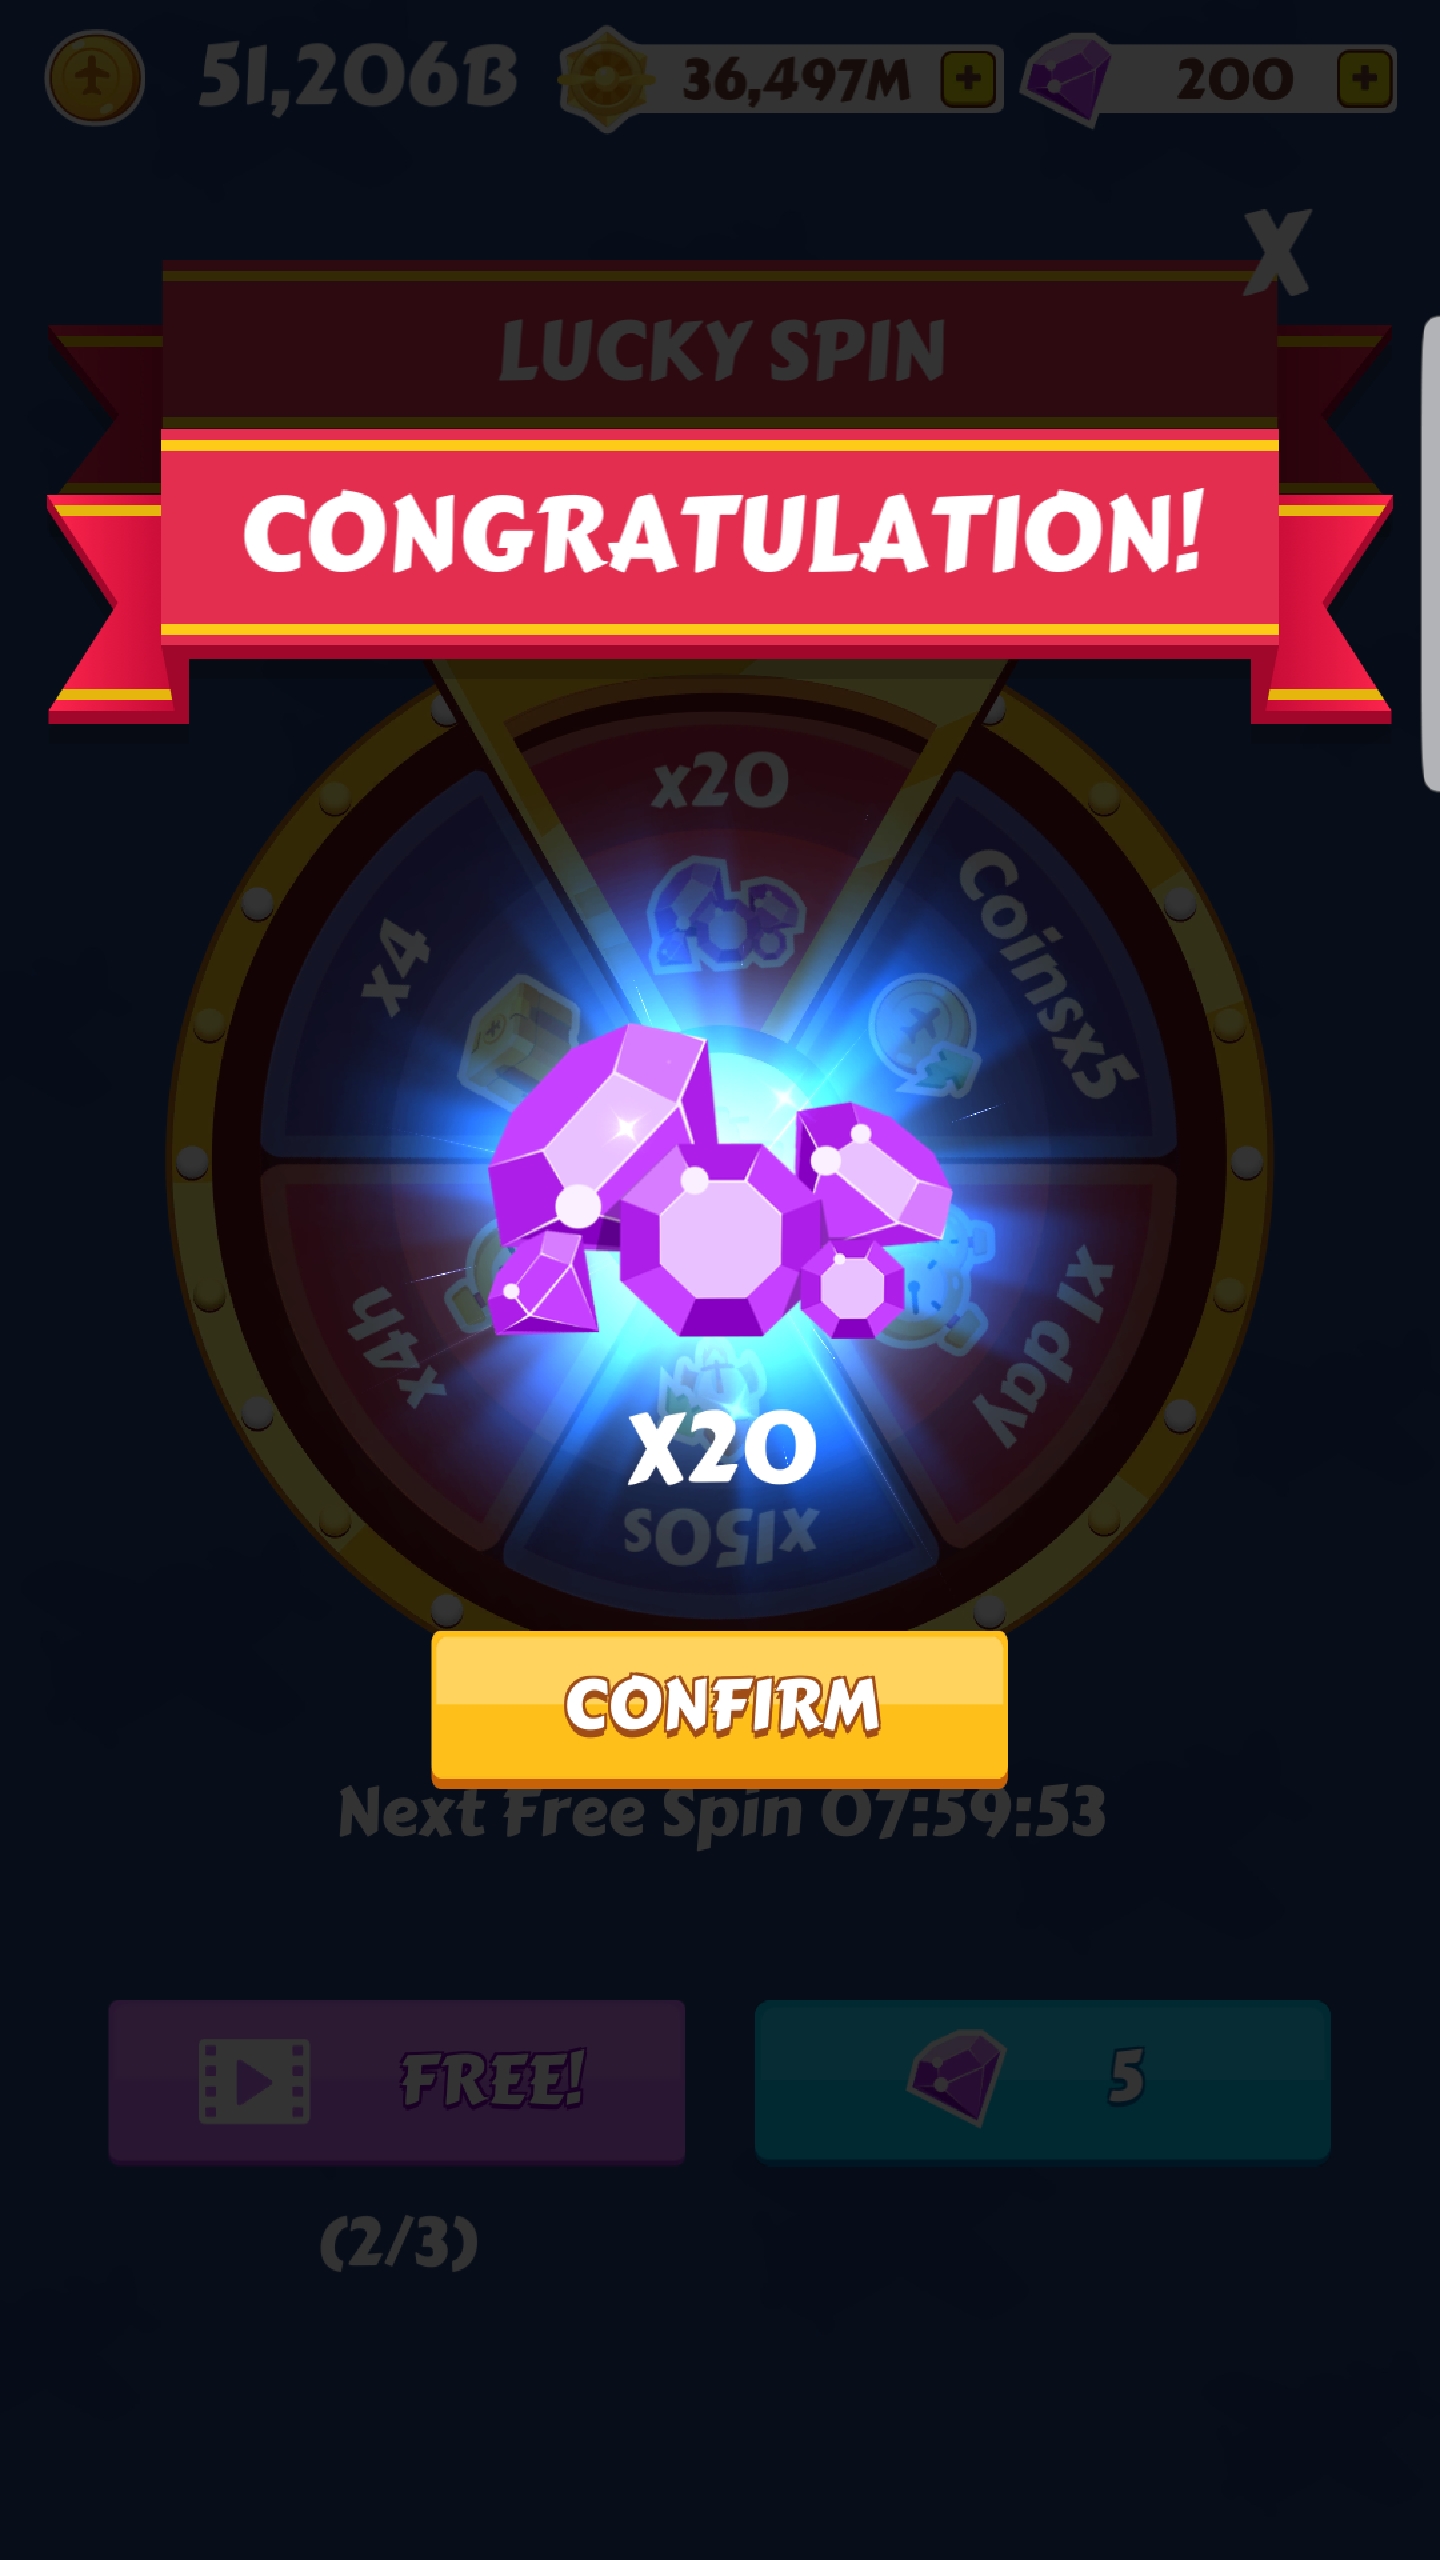 51,206B 36,497M 200
X
LUCKY SPIN
CONGRATULATION!
x20
x4
Coinsx5
x4h
x1 day
X20
x150s
CONFIRM
Next Free Spin 07:59:53
FREE! 5
(2/3)